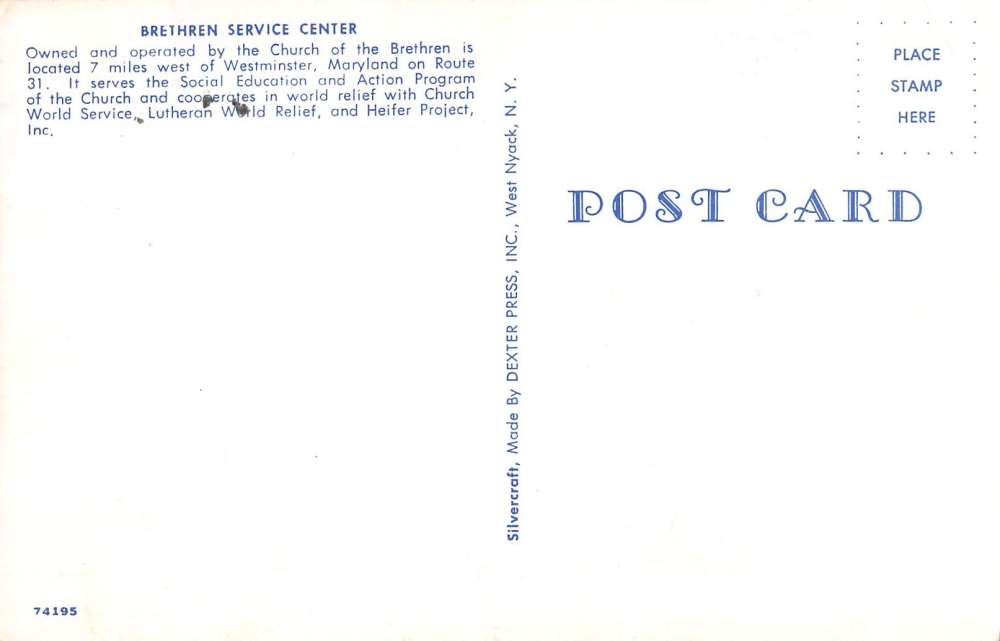 BRETHREN SERVICE CENTER
Owned and operated by the Church of the Brethren is
located 7 miles west of Westminster, Maryland on Route
31. It serves the Social Education and Action Program
of the Church and cooperates in world relief with Church
World Service, Lutheran World Relief, and Heifer Project,
Inc.
74195
Silvercraft, Made By DEXTER PRESS, INC., West Nyack, N. Y.
PLACE
STAMP
HERE
POST CARD